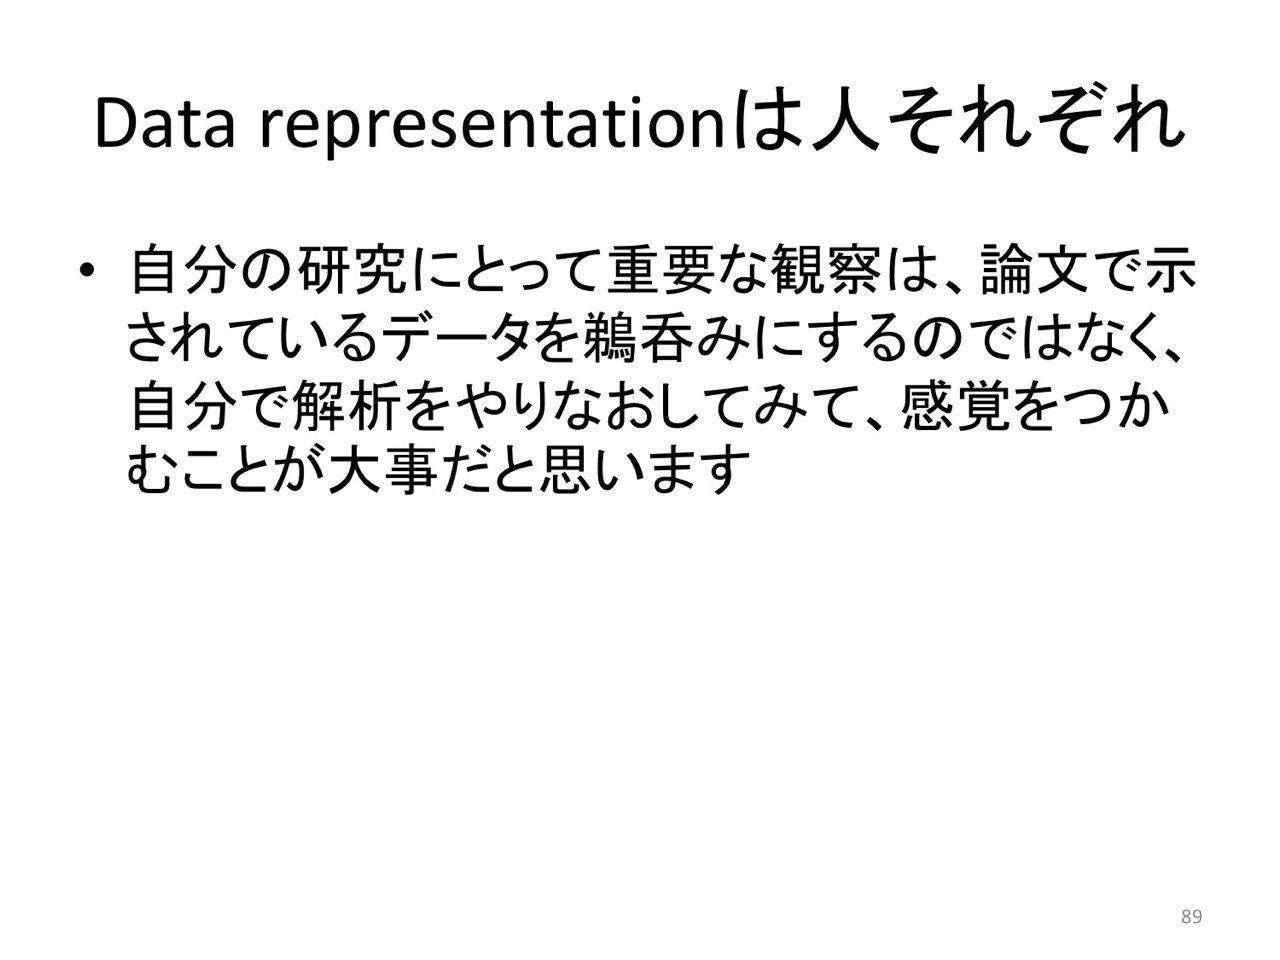 Data representationは人それぞれ
• 自分の研究にとって重要な観察は、論文で示
されているデータを鵜呑みにするのではなく、
自分で解析をやりなおしてみて、感覚をつか
むことが大事だと思います
89